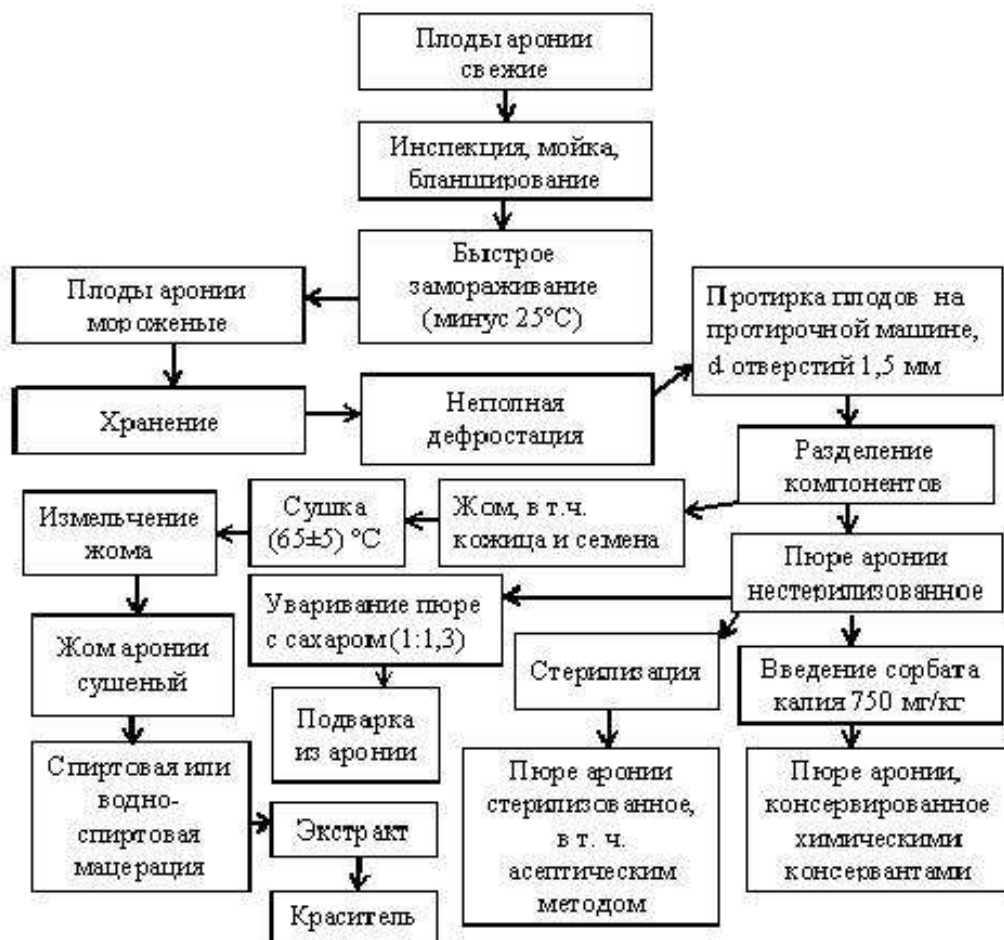 Плоды аронии
свежие
Инспекция, мойка,
бланширование
Быстрое
замораживание
(минус 25°С)
Плоды аронии
мороженые
Хранение
Неполная
дефростация
Протирка плодов на
протирочной машине,
d отверстий 1,5 мм
Разделение
компонентов
Жом, в т.ч.
кожица и семена
Сушка
(65±5) °С
Измельчение
жома
Жом аронии
сушеный
Спиртовая или
водно-
спиртовая
мацерация
Экстракт
Краситель
Пюре аронии
нестерилизованное
Уваривание пюре
с сахаром (1:1,3)
Подварка
из аронии
Стерилизация
Пюре аронии
стерилизованное,
в т. ч.
асептическим
методом
Введение сорбата
калия 750 мг/кг
Пюре аронии,
консервированное
химическими
консервантами